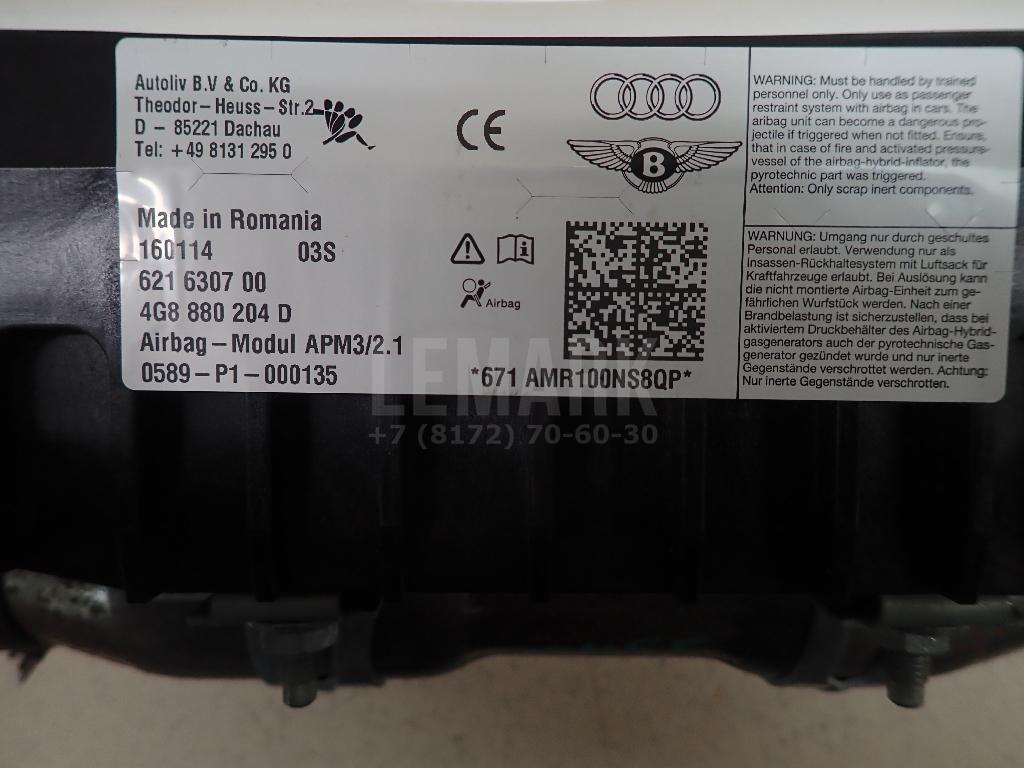 Autoliv B.V & Co. KG
Theodor-Heuss-Str.2
D - 85221 Dachau
Tel: +49 8131 295 0
CE
B
WARNING: Must be handled by trained
personnel only. Only use as passenger
restraint system with airbag in cars. The
aribag unit can become a dangerous pro-
jectile if triggered when not fitted. Ensure,
that in case of fire and activated pressure-
vessel of the airbag-hybrid-inflator, the
pyrotechnic part was triggered.
Attention: Only scrap inert components.
Made in Romania
160114 03S
621 6307 00
4G8 880 204 D
Airbag-Modul APM3/2.1
0589-P1-000135
Airbag
*671 AMR100NS8QP*
WARNUNG: Umgang nur durch geschultes
Personal erlaubt. Verwendung nur als
Insassen-Rückhaltesystem mit Luftsack für
Kraftfahrzeuge erlaubt. Bei Auslösung kann
die nicht montierte Airbag-Einheit zum ge-
fährlichen Wurfstück werden. Nach einer
Brandbelastung ist sicherzustellen, dass bei
aktiviertem Druckbehälter des Airbag-Hybrid-
gasgenerators auch der pyrotechnische Gas-
generator gezündet wurde und nur inerte
Gegenstände verschrotten. Achtung:
Nur inerte Gegenstände verschrotten.
LEMARK
+7 (8172) 70-60-30